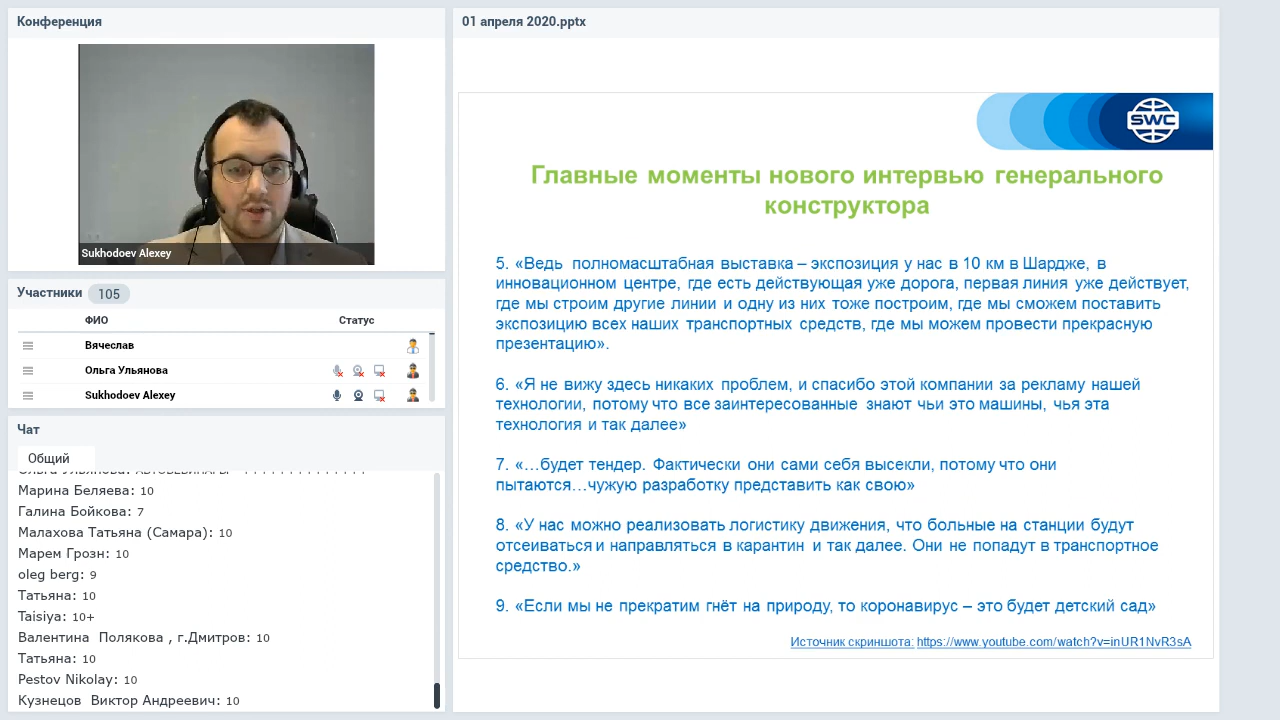 Конференция
Sukhodoev Alexey
Участники 105
ФИО Статус
Вячеслав
Ольга Ульянова
Sukhodoev Alexey
Чат
Общий
Марина Беляева: 10
Галина Бойкова: 7
Малахова Татьяна (Самара): 10
Марем Грозн: 10
oleg berg: 9
Татьяна: 10
Taisiya: 10+
Валентина Полякова , г.Дмитров: 10
Татьяна: 10
Pestov Nikolay: 10
Кузнецов Виктор Андреевич: 10
01 апреля 2020.pptx
SWC
Главные моменты нового интервью генерального
конструктора
5. «Ведь полномасштабная выставка – экспозиция у нас в 10 км в Шардже, в
инновационном центре, где есть действующая уже дорога, первая линия уже действует,
где мы строим другие линии и одну из них тоже построим, где мы сможем поставить
экспозицию всех наших транспортных средств, где мы можем провести прекрасную
презентацию».
6. «Я не вижу здесь никаких проблем, и спасибо этой компании за рекламу нашей
технологии, потому что все заинтересованные знают чьи это машины, чья эта
технология и так далее»
7. «…будет тендер. Фактически они сами себя высекли, потому что они
пытаются…чужую разработку представить как свою»
8. «У нас можно реализовать логистику движения, что больные на станции будут
отсеиваться и направляться в карантин и так далее. Они не попадут в транспортное
средство.»
9. «Если мы не прекратим гнёт на природу, то коронавирус – это будет детский сад»
Источник скриншота: https://www.youtube.com/watch?v=inUR1NvR3sA